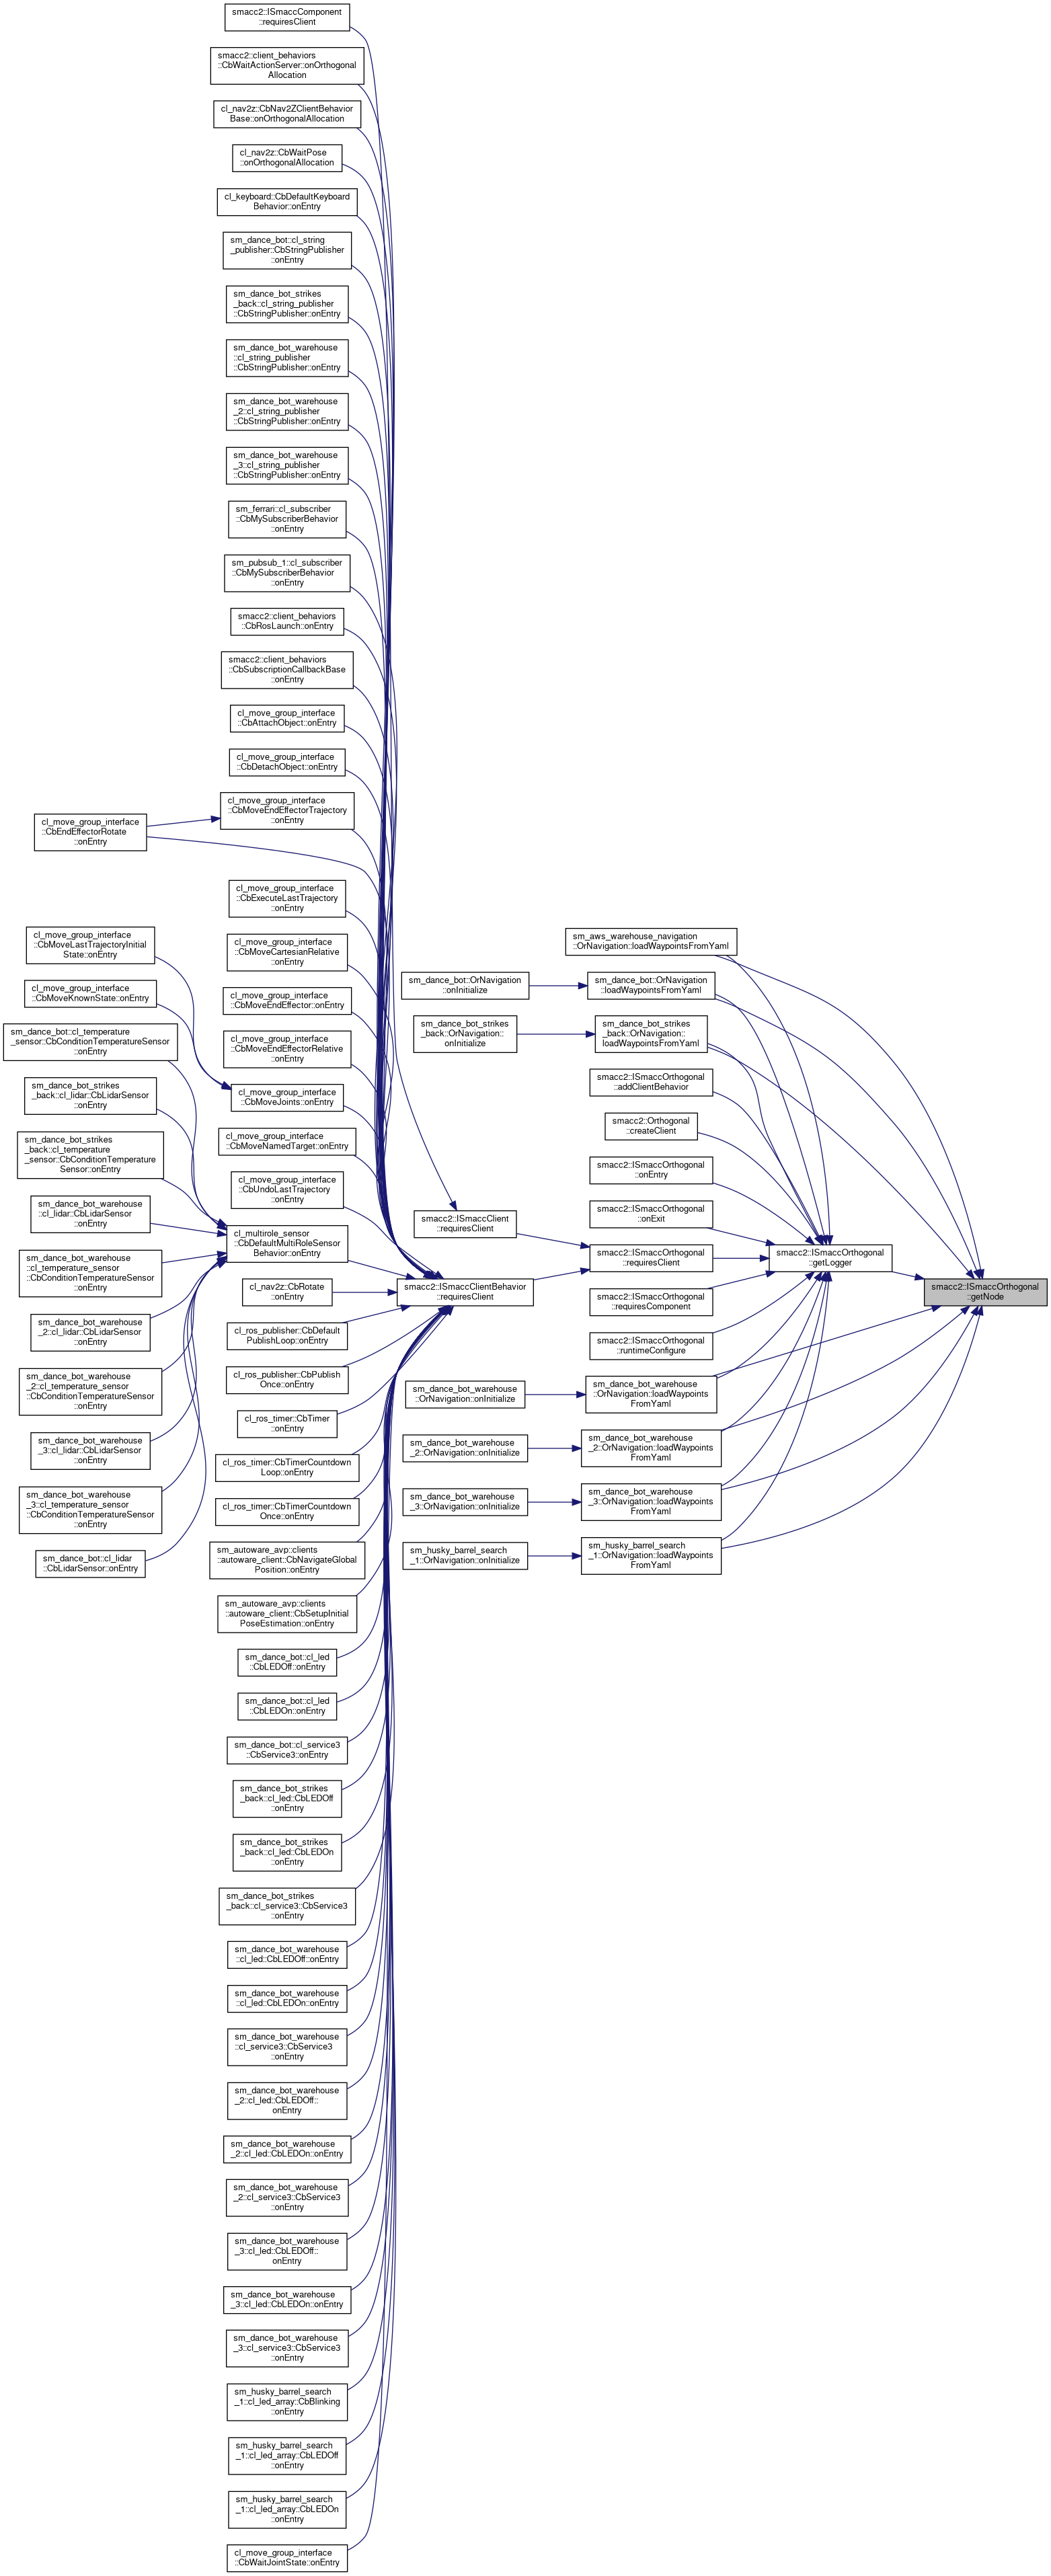 smacc2::ISmaccComponent
::requiresClient
smacc2::client_behaviors
::CbWaitActionServer::onOrthogonal
Allocation
cl_nav2z::CbNav2ZClientBehavior
Base::onOrthogonalAllocation
cl_nav2z::CbWaitPose
::onOrthogonalAllocation
cl_keyboard::CbDefaultKeyboard
Behavior::onEntry
sm_dance_bot::cl_string
_publisher::CbStringPublisher
::onEntry
sm_dance_bot_strikes
_back::cl_string_publisher
::CbStringPublisher::onEntry
sm_dance_bot_warehouse
::cl_string_publisher
::CbStringPublisher::onEntry
sm_dance_bot_warehouse
_2::cl_string_publisher
::CbStringPublisher::onEntry
sm_dance_bot_warehouse
_3::cl_string_publisher
::CbStringPublisher::onEntry
sm_ferrari::cl_subscriber
::CbMySubscriberBehavior
::onEntry
sm_pubsub_1::cl_subscriber
::CbMySubscriberBehavior
::onEntry
smacc2::client_behaviors
::CbRosLaunch::onEntry
smacc2::client_behaviors
::CbSubscriptionCallbackBase
::onEntry
cl_move_group_interface
::CbAttachObject::onEntry
cl_move_group_interface
::CbDetachObject::onEntry
cl_move_group_interface
::CbMoveEndEffectorTrajectory
::onEntry
cl_move_group_interface
::CbEndEffectorRotate
::onEntry
cl_move_group_interface
::CbExecuteLastTrajectory
::onEntry
cl_move_group_interface
::CbMoveCartesianRelative
::onEntry
cl_move_group_interface
::CbMoveEndEffector::onEntry
cl_move_group_interface
::CbMoveEndEffectorRelative
::onEntry
cl_move_group_interface
::CbMoveJoints::onEntry
cl_move_group_interface
::CbMoveNamedTarget::onEntry
cl_move_group_interface
::CbUndoLastTrajectory
::onEntry
cl_multirole_sensor
::CbDefaultMultiRoleSensor
Behavior::onEntry
cl_nav2z::CbRotate
::onEntry
cl_ros_publisher::CbDefault
PublishLoop::onEntry
cl_ros_publisher::CbPublish
Once::onEntry
cl_ros_timer::CbTimer
::onEntry
cl_ros_timer::CbTimerCountdown
Loop::onEntry
cl_ros_timer::CbTimerCountdown
Once::onEntry
sm_autoware_avp::clients
::autoware_client::CbNavigateGlobal
Position::onEntry
sm_autoware_avp::clients
::autoware_client::CbSetupInitial
PoseEstimation::onEntry
sm_dance_bot::cl_led
::CbLEDOff::onEntry
sm_dance_bot::cl_led
::CbLEDOn::onEntry
sm_dance_bot::cl_service3
::CbService3::onEntry
sm_dance_bot_strikes
_back::cl_led::CbLEDOff
::onEntry
sm_dance_bot_strikes
_back::cl_led::CbLEDOn
::onEntry
sm_dance_bot_strikes
_back::cl_service3::CbService3
::onEntry
sm_dance_bot_warehouse
::cl_led::CbLEDOff::onEntry
sm_dance_bot_warehouse
::cl_led::CbLEDOn::onEntry
sm_dance_bot_warehouse
::cl_service3::CbService3
::onEntry
sm_dance_bot_warehouse
_2::cl_led::CbLEDOff::
onEntry
sm_dance_bot_warehouse
_2::cl_led::CbLEDOn::onEntry
sm_dance_bot_warehouse
_2::cl_service3::CbService3
::onEntry
sm_dance_bot_warehouse
_3::cl_led::CbLEDOff::
onEntry
sm_dance_bot_warehouse
_3::cl_led::CbLEDOn::onEntry
sm_dance_bot_warehouse
_3::cl_service3::CbService3
::onEntry
sm_husky_barrel_search
_1::cl_led_array::CbBlinking
::onEntry
sm_husky_barrel_search
_1::cl_led_array::CbLEDOff
::onEntry
sm_husky_barrel_search
_1::cl_led_array::CbLEDOn
::onEntry
cl_move_group_interface
::CbWaitJointState::onEntry
cl_move_group_interface
::CbMoveLastTrajectoryInitial
State::onEntry
cl_move_group_interface
::CbMoveKnownState::onEntry
sm_dance_bot::cl_temperature
_sensor::CbConditionTemperatureSensor
::onEntry
sm_dance_bot_strikes
_back::cl_lidar::CbLidarSensor
::onEntry
sm_dance_bot_strikes
_back::cl_temperature
_sensor::CbConditionTemperature
Sensor::onEntry
sm_dance_bot_warehouse
::cl_lidar::CbLidarSensor
::onEntry
sm_dance_bot_warehouse
::cl_temperature_sensor
::CbConditionTemperatureSensor
::onEntry
sm_dance_bot_warehouse
_2::cl_lidar::CbLidarSensor
::onEntry
sm_dance_bot_warehouse
_2::cl_temperature_sensor
::CbConditionTemperatureSensor
::onEntry
sm_dance_bot_warehouse
_3::cl_lidar::CbLidarSensor
::onEntry
sm_dance_bot_warehouse
_3::cl_temperature_sensor
::CbConditionTemperatureSensor
::onEntry
sm_dance_bot::cl_lidar
::CbLidarSensor::onEntry
smacc2::ISmaccClientBehavior
::requiresClient
smacc2::ISmaccClient
::requiresClient
sm_dance_bot::OrNavigation
::onInitialize
sm_dance_bot_strikes
_back::OrNavigation::
onInitialize
sm_dance_bot_warehouse
::OrNavigation::onInitialize
sm_dance_bot_warehouse
_2::OrNavigation::onInitialize
sm_dance_bot_warehouse
_3::OrNavigation::onInitialize
sm_husky_barrel_search
_1::OrNavigation::onInitialize
sm_aws_warehouse_navigation
::OrNavigation::loadWaypointsFromYaml
sm_dance_bot::OrNavigation
::loadWaypointsFromYaml
sm_dance_bot_strikes
_back::OrNavigation::
loadWaypointsFromYaml
smacc2::ISmaccOrthogonal
::addClientBehavior
smacc2::Orthogonal
::createClient
smacc2::ISmaccOrthogonal
::onEntry
smacc2::ISmaccOrthogonal
::onExit
smacc2::ISmaccOrthogonal
::requiresClient
smacc2::ISmaccOrthogonal
::requiresComponent
smacc2::ISmaccOrthogonal
::runtimeConfigure
sm_dance_bot_warehouse
::OrNavigation::loadWaypoints
FromYaml
sm_dance_bot_warehouse
_2::OrNavigation::loadWaypoints
FromYaml
sm_dance_bot_warehouse
_3::OrNavigation::loadWaypoints
FromYaml
sm_husky_barrel_search
_1::OrNavigation::loadWaypoints
FromYaml
smacc2::ISmaccOrthogonal
::getLogger
smacc2::ISmaccOrthogonal
::getNode